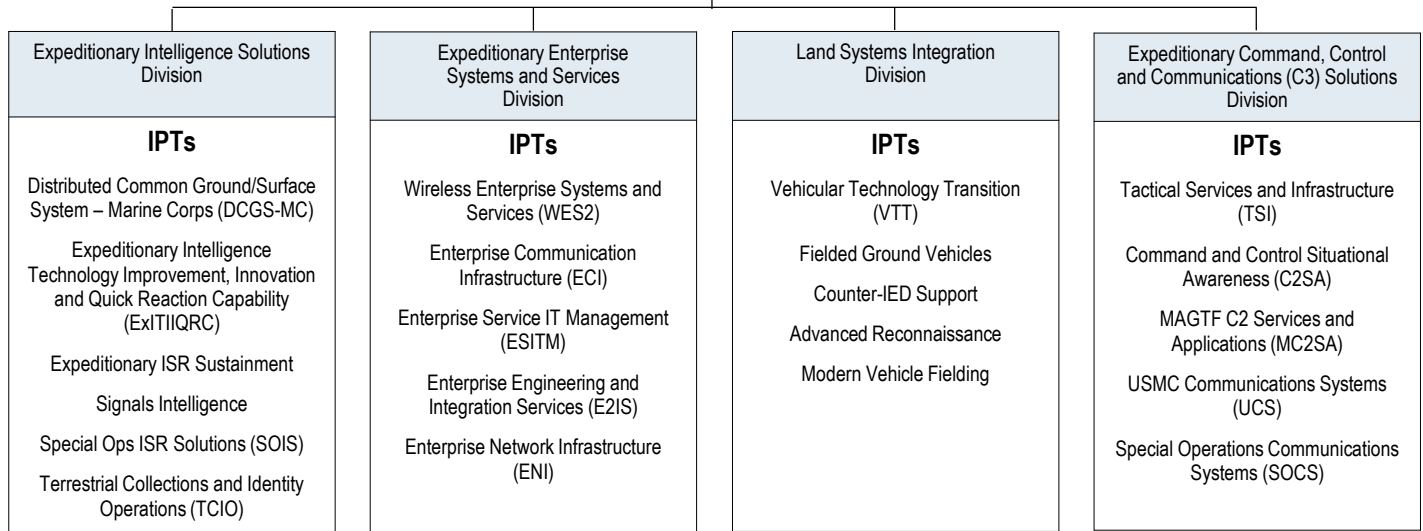 Expeditionary Intelligence Solutions
Division
IPTs
Distributed Common Ground/Surface
System – Marine Corps (DCGS-MC)
Expeditionary Intelligence
Technology Improvement, Innovation
and Quick Reaction Capability
(ExITIIQRC)
Expeditionary ISR Sustainment
Signals Intelligence
Special Ops ISR Solutions (SOIS)
Terrestrial Collections and Identity
Operations (TCIO)
Expeditionary Enterprise
Systems and Services
Division
IPTs
Wireless Enterprise Systems and
Services (WES2)
Enterprise Communication
Infrastructure (ECI)
Enterprise Service IT Management
(ESITM)
Enterprise Engineering and
Integration Services (E2IS)
Enterprise Network Infrastructure
(ENI)
Land Systems Integration
Division
IPTs
Vehicular Technology Transition
(VTT)
Fielded Ground Vehicles
Counter-IED Support
Advanced Reconnaissance
Modern Vehicle Fielding
Expeditionary Command, Control
and Communications (C3) Solutions
Division
IPTs
Tactical Services and Infrastructure
(TSI)
Command and Control Situational
Awareness (C2SA)
MAGTF C2 Services and
Applications (MC2SA)
USMC Communications Systems
(UCS)
Special Operations Communications
Systems (SOCS)